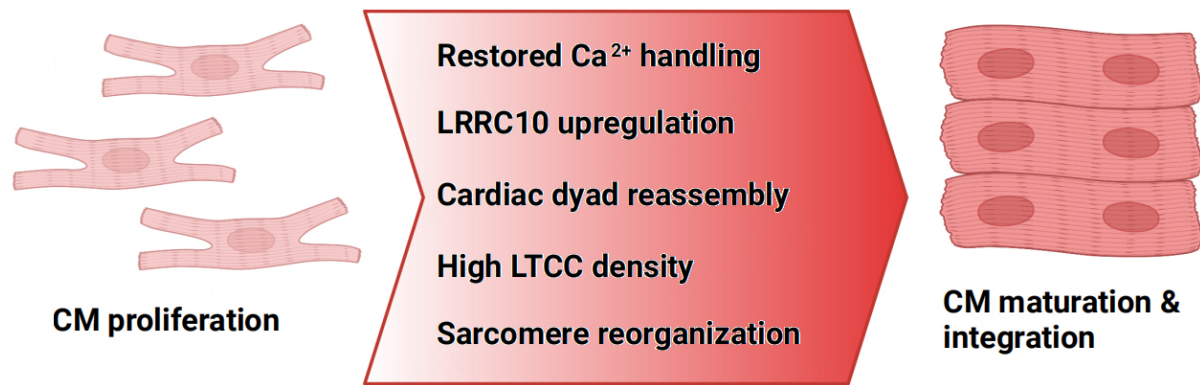 Restored Ca²⁺ handling
LRRC10 upregulation
Cardiac dyad reassembly
High LTCC density
Sarcomere reorganization
CM proliferation
CM maturation &
integration